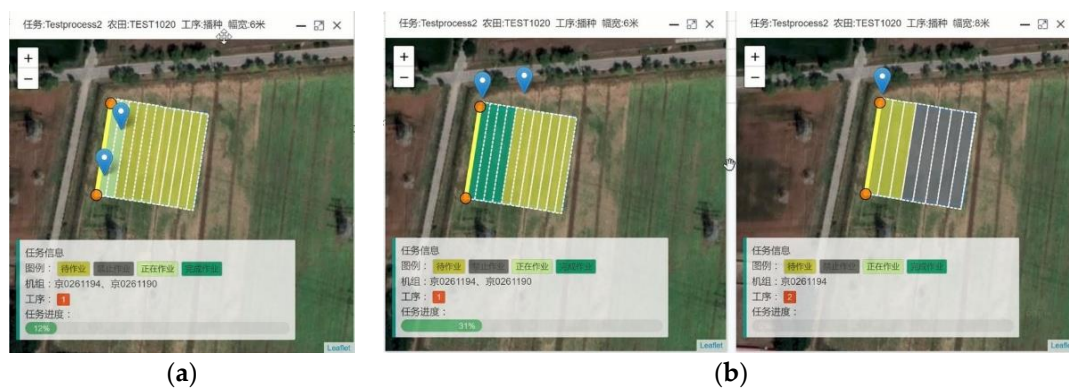 任务:Testprocess2 农田:TEST1020 工序:播种 幅宽:6米
+
−
任务信息
图例: 待作业 禁止作业 正在作业 完成作业
机组:京0261194、京0261190
工序: 1
任务进度:
12%
Leaflet
(a)
任务:Testprocess2 农田:TEST1020 工序:播种 幅宽:6米
+
−
任务信息
图例: 待作业 禁止作业 正在作业 完成作业
机组:京0261194、京0261190
工序: 1
任务进度:
31%
Leaflet
任务:Testprocess2 农田:TEST1020 工序:播种 幅宽:8米
+
−
任务信息
图例: 待作业 禁止作业 正在作业 完成作业
机组:京0261194
工序: 2
任务进度:
Leaflet
(b)